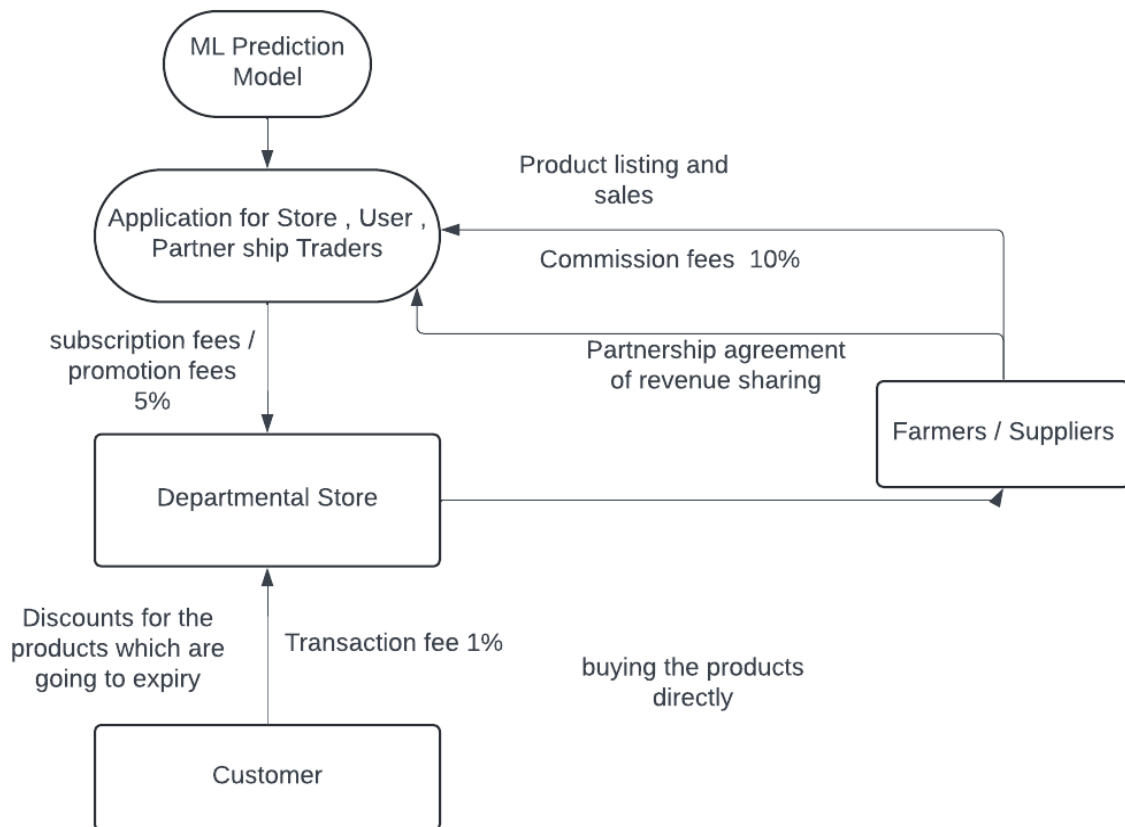 ML Prediction
Model
Product listing and
sales
Application for Store , User ,
Partner ship Traders
Commission fees  10%
subscription fees /
promotion fees
5%
Partnership agreement
of revenue sharing
Farmers / Suppliers
Departmental Store
Discounts for the
products which are
going to expiry
Transaction fee 1%
buying the products
directly
Customer